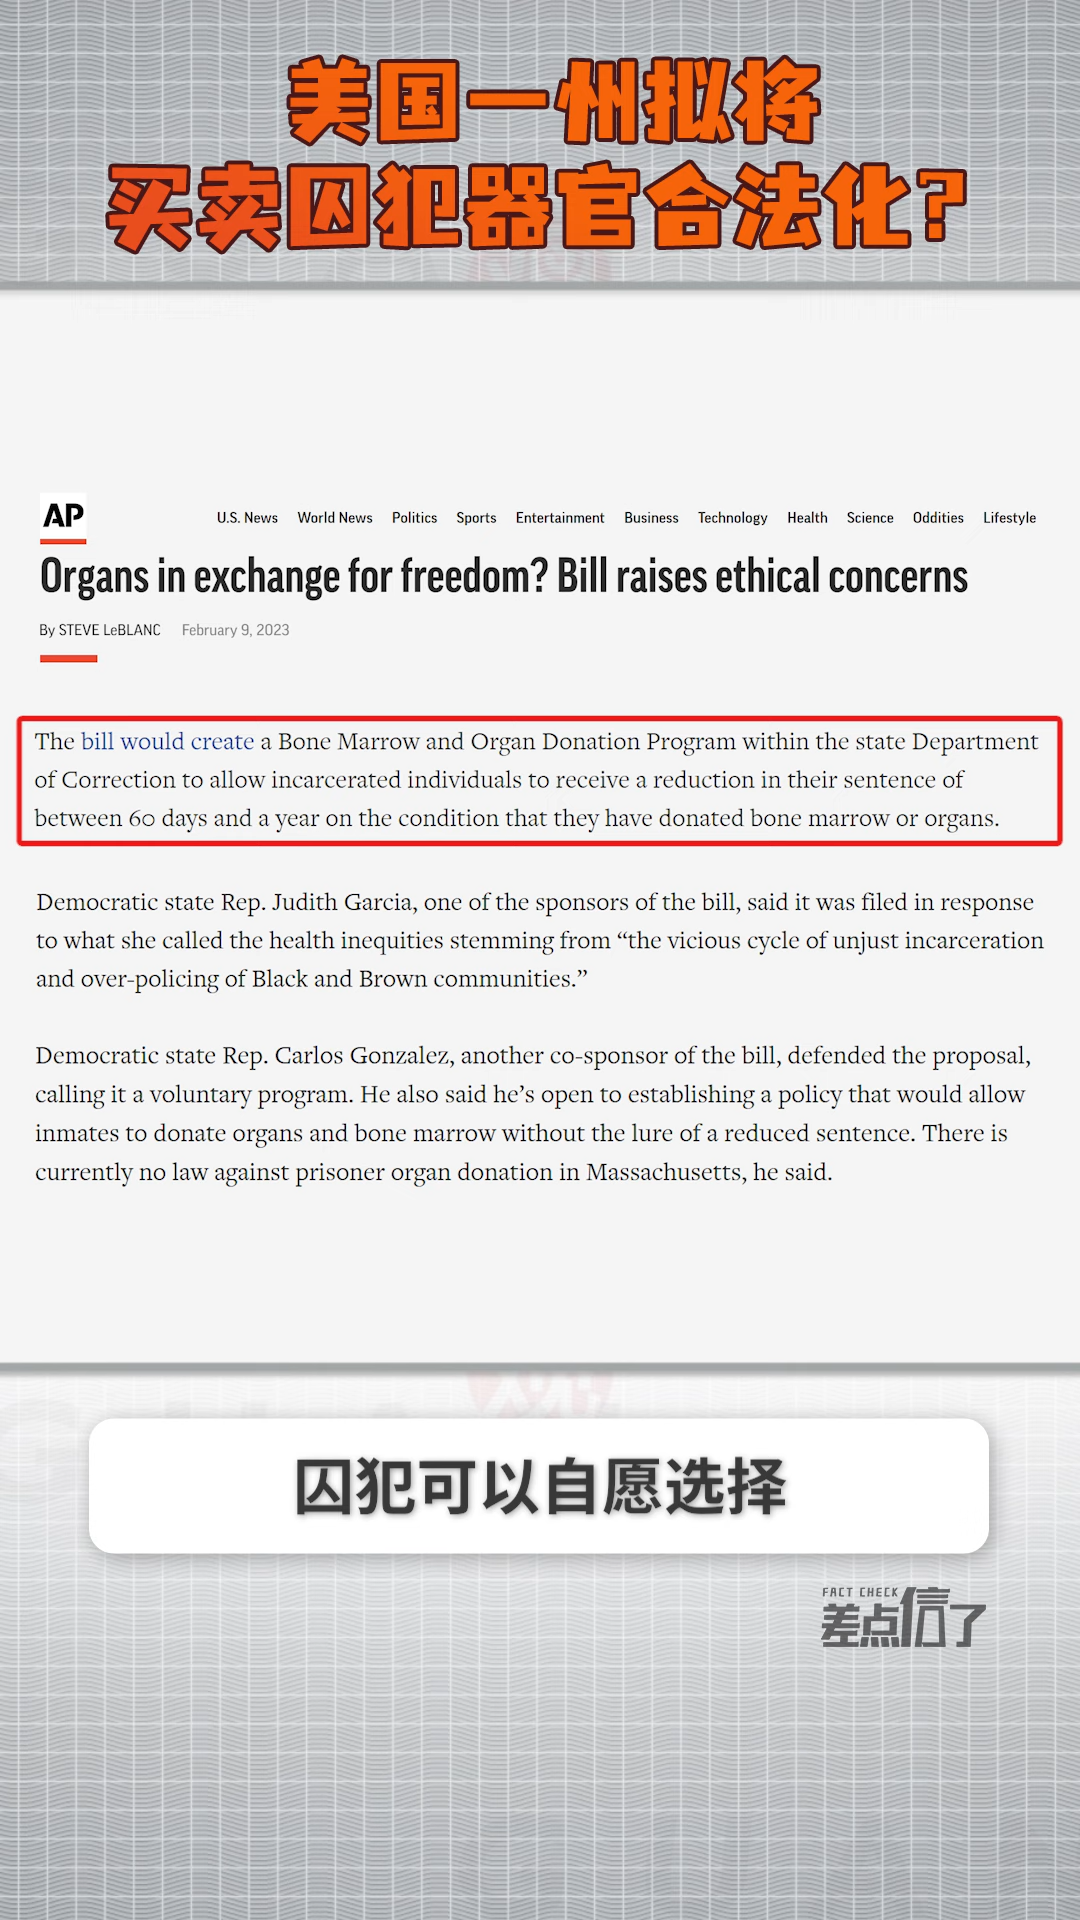 美国一州拟将
买卖囚犯器官合法化?
AP
U.S. News World News Politics Sports Entertainment Business Technology Health Science Oddities Lifestyle
Organs in exchange for freedom? Bill raises ethical concerns
By STEVE LeBLANC February 9, 2023
The bill would create a Bone Marrow and Organ Donation Program within the state Department
of Correction to allow incarcerated individuals to receive a reduction in their sentence of
between 60 days and a year on the condition that they have donated bone marrow or organs.
Democratic state Rep. Judith Garcia, one of the sponsors of the bill, said it was filed in response
to what she called the health inequities stemming from “the vicious cycle of unjust incarceration
and over-policing of Black and Brown communities.”
Democratic state Rep. Carlos Gonzalez, another co-sponsor of the bill, defended the proposal,
calling it a voluntary program. He also said he’s open to establishing a policy that would allow
inmates to donate organs and bone marrow without the lure of a reduced sentence. There is
currently no law against prisoner organ donation in Massachusetts, he said.
囚犯可以自愿选择
FACT CHECK
差点信了